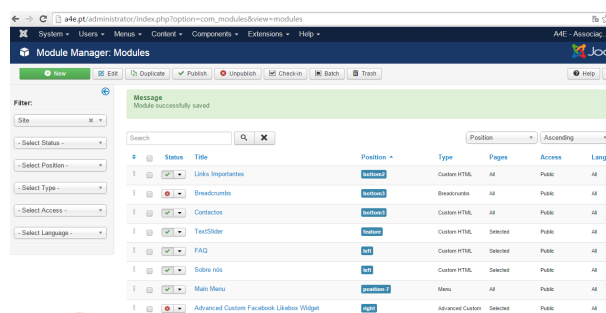 a4e.pt/administrator/index.php?option=com_modules&view=modules
System Users Menus Content Components Extensions Help A4E - Associaç...
Module Manager: Modules Joo
New Edit Duplicate Publish Unpublish Check-in Batch Trash Help
Message
Module successfully saved
Filter:
Site
- Select Status -
- Select Position -
- Select Type -
- Select Access -
- Select Language -
Search Position Ascending
Status Title Position Type Pages Access Lang
Links Importantes bottom2 Custom HTML All Public All
Breadcrumbs bottom3 Breadcrumbs All Public All
Contactos bottom3 Custom HTML All Public All
TextSlider feature Custom HTML Selected Public All
FAQ left Custom HTML Selected Public All
Sobre nós left Custom HTML Selected Public All
Main Menu position-7 Menu All Public All
Advanced Custom Facebook Likebox Widget right Advanced Custom Selected Public All